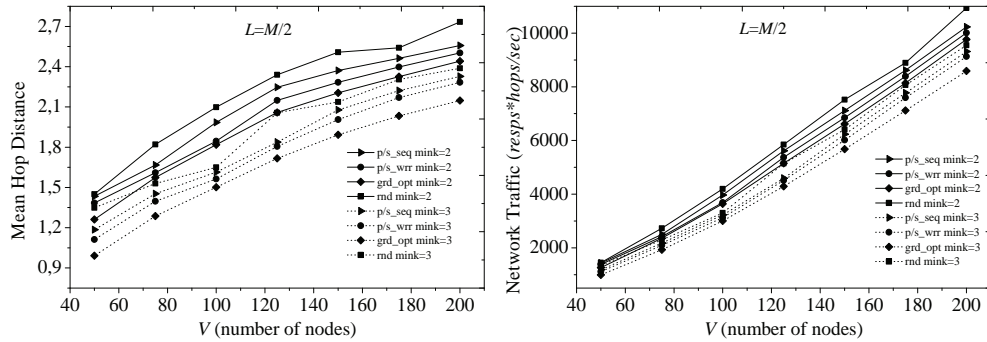 L=M/2
2,7
2,4
2,1
1,8
1,5
1,2
0,9
Mean Hop Distance
p/s_seq mink=2
p/s_wrr mink=2
grd_opt mink=2
rnd mink=2
p/s_seq mink=3
p/s_wrr mink=3
grd_opt mink=3
rnd mink=3
40 60 80 100 120 140 160 180 200
V (number of nodes)
L=M/2
10000
8000
6000
4000
2000
Network Traffic (resps*hops/sec)
p/s_seq mink=2
p/s_wrr mink=2
grd_opt mink=2
rnd mink=2
p/s_seq mink=3
p/s_wrr mink=3
grd_opt mink=3
rnd mink=3
40 60 80 100 120 140 160 180 200
V (number of nodes)